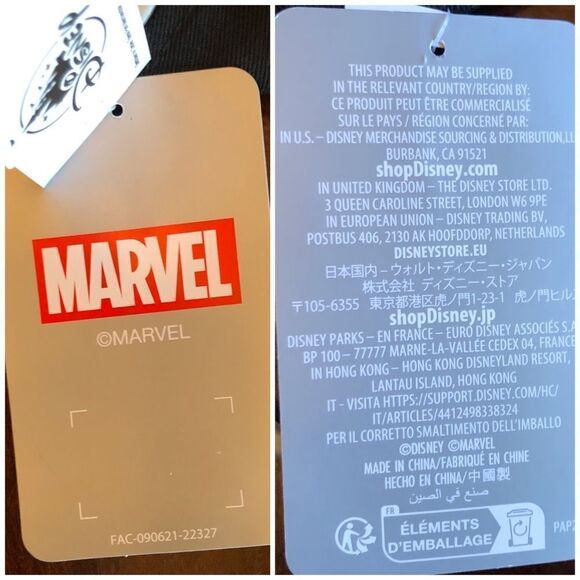 Disney
MARVEL
©MARVEL
FAC-090621-22327
THIS PRODUCT MAY BE SUPPLIED
IN THE RELEVANT COUNTRY/REGION BY:
CE PRODUIT PEUT ÊTRE COMMERCIALISÉ
SUR LE PAYS / RÉGION CONCERNÉ PAR:
IN U.S. – DISNEY MERCHANDISE SOURCING & DISTRIBUTION,LL
BURBANK, CA 91521
shopDisney.com
IN UNITED KINGDOM – THE DISNEY STORE LTD.
3 QUEEN CAROLINE STREET, LONDON W6 9PE
IN EUROPEAN UNION – DISNEY TRADING BV,
POSTBUS 406, 2130 AK HOOFDDORP, NETHERLANDS
DISNEYSTORE.EU
日本国内 – ウォルト・ディズニー・ジャパン
株式会社 ディズニー・ストア
〒105-6355 東京都港区虎ノ門1-23-1 虎ノ門ヒル
shopDisney.jp
DISNEY PARKS – EN FRANCE – EURO DISNEY ASSOCIÉS S.A
BP 100 – 77777 MARNE-LA-VALLÉE CEDEX 04, FRANCE
IN HONG KONG – HONG KONG DISNEYLAND RESORT,
LANTAU ISLAND, HONG KONG
IT - VISITA HTTPS://SUPPORT.DISNEY.COM/HC/
IT/ARTICLES/4412498338324
PER IL CORRETTO SMALTIMENTO DELL'IMBALLO
©DISNEY ©MARVEL
MADE IN CHINA/FABRIQUÉ EN CHINE
HECHO EN CHINA/中國製
صنع في الصين
FR
ÉLÉMENTS
D'EMBALLAGE
PAP2